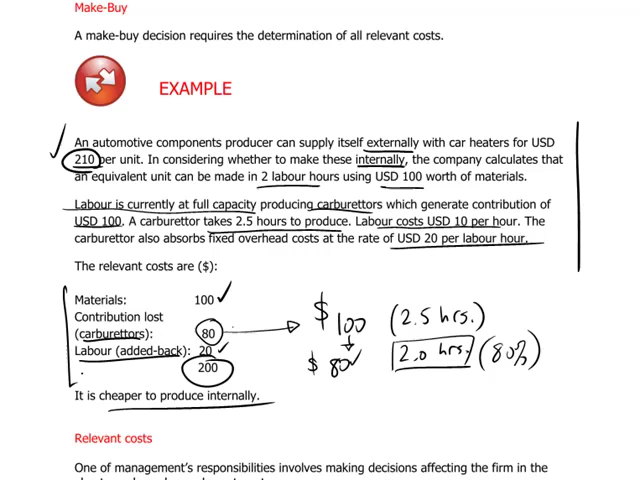 Make-Buy
A make-buy decision requires the determination of all relevant costs.
EXAMPLE
An automotive components producer can supply itself externally with car heaters for USD
210 per unit. In considering whether to make these internally, the company calculates that
an equivalent unit can be made in 2 labour hours using USD 100 worth of materials.
Labour is currently at full capacity producing carburettors which generate contribution of
USD 100. A carburettor takes 2.5 hours to produce. Labour costs USD 10 per hour. The
carburettor also absorbs fixed overhead costs at the rate of USD 20 per labour hour.
The relevant costs are ($):
Materials: 100
Contribution lost
(carburettors): 80
Labour (added-back): 20
200
$100 (2.5 hrs.)
$80 2.0 hrs. (80%)
It is cheaper to produce internally.
Relevant costs
One of management's responsibilities involves making decisions affecting the firm in the